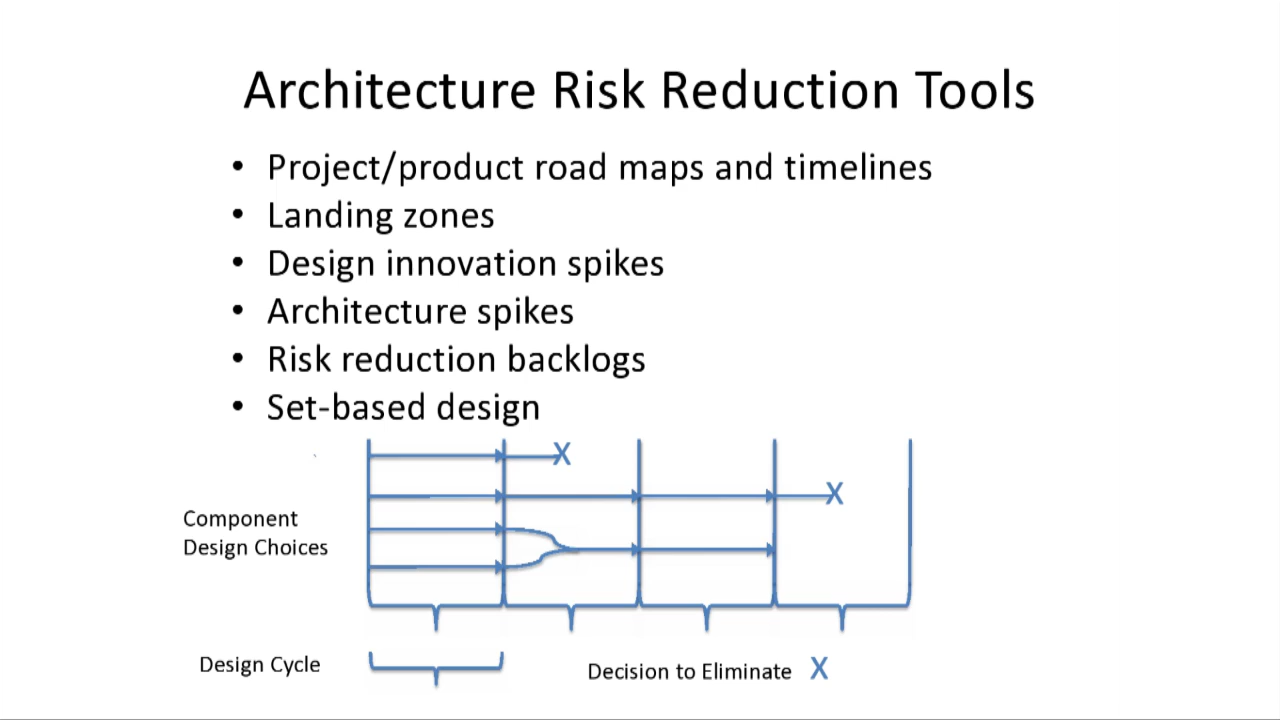 Architecture Risk Reduction Tools
• Project/product road maps and timelines
• Landing zones
• Design innovation spikes
• Architecture spikes
• Risk reduction backlogs
• Set-based design
X
X
Component
Design Choices
Design Cycle
Decision to Eliminate X